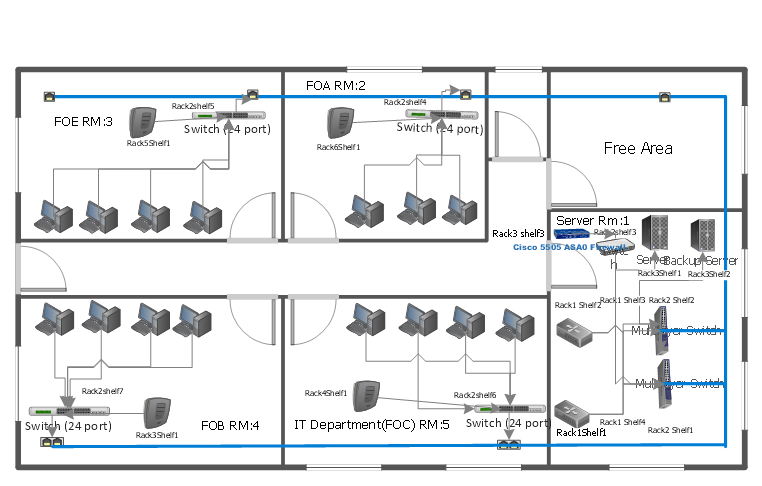 FOA RM:2
Rack2shelf5
Rack2shelf4
FOE RM:3
Switch (24 port)
Switch (24 port)
Rack5Shelf1
Rack6Shelf1
Free Area
Server Rm:1
Rack3 shelf3
Rack2shelf3
Cisco 5505 ASA0 Firewall
Server
Backup Server
Rack3Shelf1
Rack3Shelf2
Rack1 Shelf2
Rack1 Shelf3
Rack2 Shelf2
Switch
Switch
Rack2shelf7
Rack4Shelf1
Rack2shelf6
Switch (24 port)
FOB RM:4
IT Department(FOC) RM:5
Switch (24 port)
Rack3Shelf1
Rack1 Shelf4
Rack1Shelf1
Rack2 Shelf1